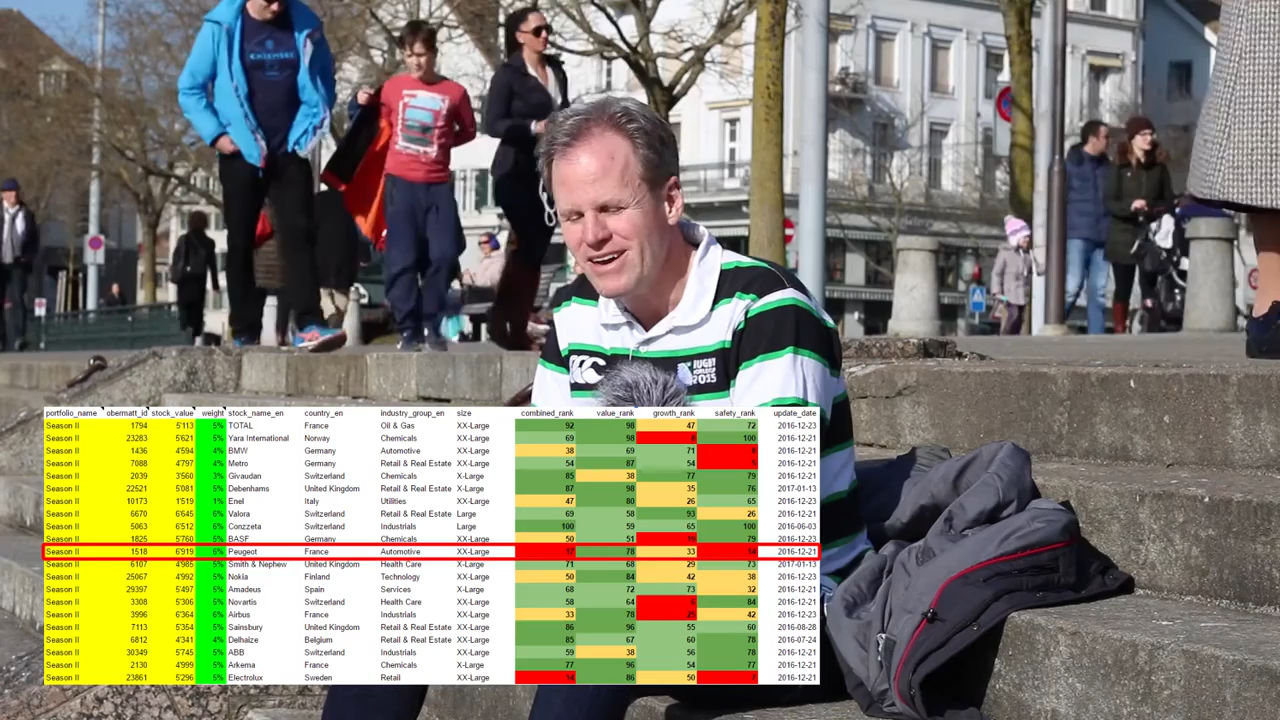 EXIEMSEC
CCC
RUGBY
WORLD CUP
2015
portfolio_name obermatt_id stock_value weight stock_name_en country_en industry_group_en size combined_rank value_rank growth_rank safety_rank update_date
Season II 1794 5'113 5% TOTAL France Oil & Gas XX-Large 92 98 47 72 2016-12-23
Season II 23283 5'621 5% Yara International Norway Chemicals XX-Large 69 98 8 100 2016-12-21
Season II 1436 4'594 4% BMW Germany Automotive XX-Large 38 69 71 2016-12-21
Season II 7088 4'797 4% Metro Germany Retail & Real Estate XX-Large 54 87 54 2016-12-21
Season II 2039 3'560 3% Givaudan Switzerland Chemicals X-Large 85 38 77 79 2016-12-21
Season II 22521 5'081 5% Debenhams United Kingdom Retail & Real Estate X-Large 87 98 35 76 2017-01-13
Season II 10173 1'519 1% Enel Italy Utilities XX-Large 47 80 26 65 2016-12-23
Season II 6670 6'645 6% Valora Switzerland Retail & Real Estate Large 69 58 93 26 2016-12-21
Season II 5063 6'512 6% Conzzeta Switzerland Industrials Large 100 59 65 100 2016-06-03
Season II 1825 5'760 5% BASF Germany Chemicals XX-Large 50 51 19 79 2016-12-23
Season II 1518 6'919 6% Peugeot France Automotive XX-Large 17 78 33 14 2016-12-21
Season II 6107 4'985 5% Smith & Nephew United Kingdom Health Care X-Large 71 68 29 73 2017-01-13
Season II 25067 4'992 5% Nokia Finland Technology XX-Large 50 84 42 38 2016-12-23
Season II 29397 5'497 5% Amadeus Spain Services X-Large 68 72 73 32 2016-12-21
Season II 3308 5'306 5% Novartis Switzerland Health Care XX-Large 58 64 6 84 2016-12-21
Season II 3996 6'364 6% Airbus France Industrials XX-Large 33 78 25 42 2016-12-23
Season II 7113 5'354 5% Sainsbury United Kingdom Retail & Real Estate XX-Large 86 96 55 60 2016-08-28
Season II 6812 4'341 4% Delhaize Belgium Retail & Real Estate XX-Large 85 67 60 78 2016-07-24
Season II 30349 5'745 5% ABB Switzerland Industrials XX-Large 59 38 56 78 2016-12-21
Season II 2130 4'999 5% Arkema France Chemicals X-Large 77 96 54 77 2016-12-21
Season II 23861 5'296 5% Electrolux Sweden Retail XX-Large 14 86 50 7 2016-12-21